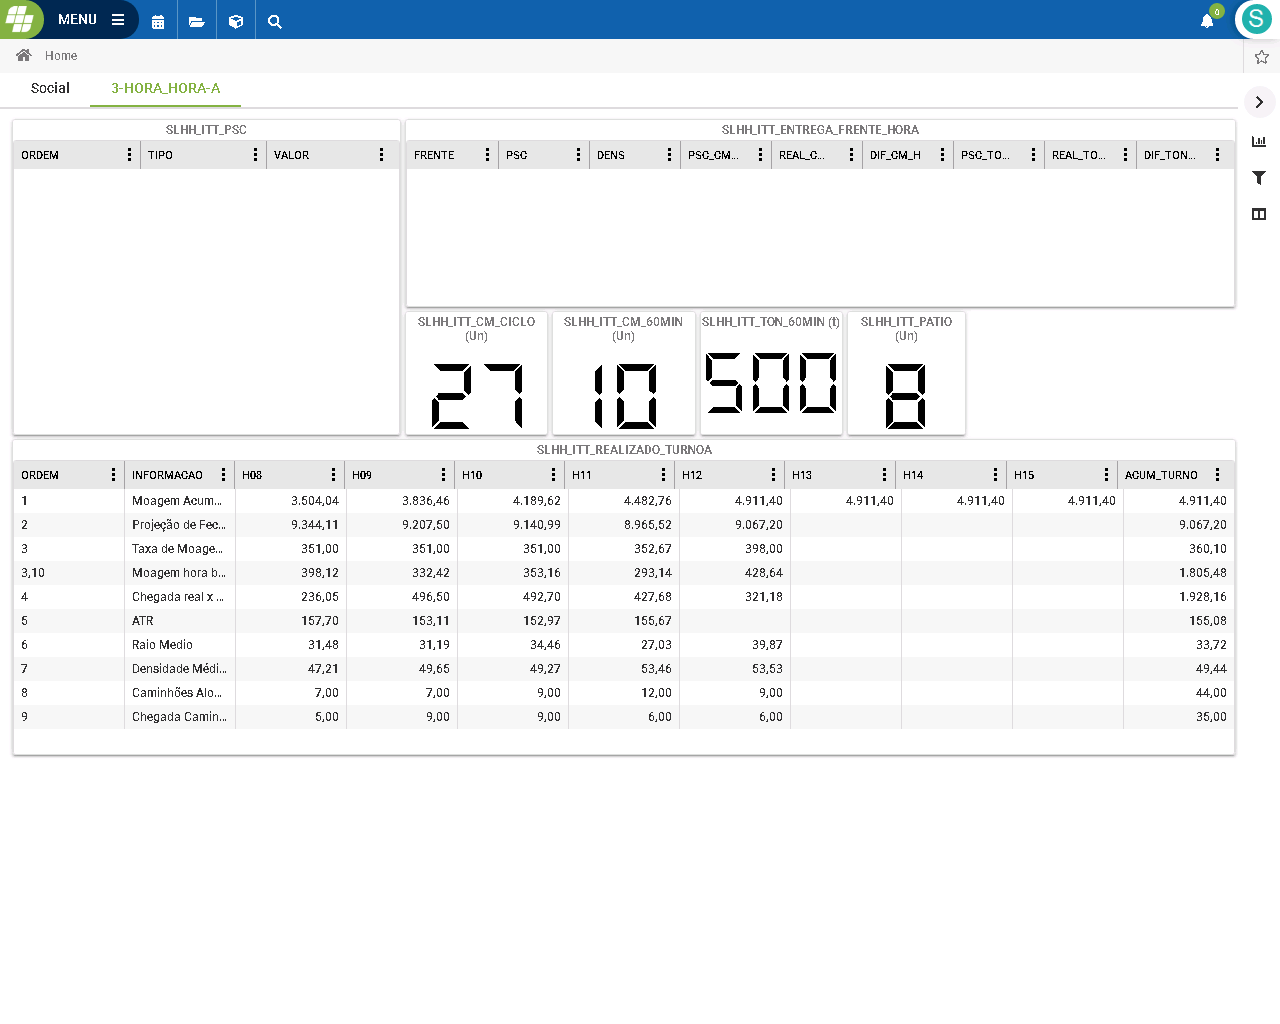 MENU
0
S
Home
Social
3-HORA_HORA-A
SLHH_ITT_PSC
ORDEM TIPO VALOR
SLHH_ITT_ENTREGA_FRENTE_HORA
FRENTE PSC DENS PSC_CM... REAL_C... DIF_CM_H PSC_TO... REAL_TO... DIF_TON...
SLHH_ITT_CM_CICLO (Un)
27
SLHH_ITT_CM_60MIN (Un)
10
SLHH_ITT_TON_60MIN (t)
500
SLHH_ITT_PATIO (Un)
8
SLHH_ITT_REALIZADO_TURNOA
ORDEM INFORMACAO H08 H09 H10 H11 H12 H13 H14 H15 ACUM_TURNO
1 Moagem Acum... 3.504,04 3.836,46 4.189,62 4.482,76 4.911,40 4.911,40 4.911,40 4.911,40 4.911,40
2 Projeção de Fec... 9.344,11 9.207,50 9.140,99 8.965,52 9.067,20 9.067,20
3 Taxa de Moage... 351,00 351,00 351,00 352,67 398,00 360,10
3,10 Moagem hora b... 398,12 332,42 353,16 293,14 428,64 1.805,48
4 Chegada real x ... 236,05 496,50 492,70 427,68 321,18 1.928,16
5 ATR 157,70 153,11 152,97 155,67 155,08
6 Raio Medio 31,48 31,19 34,46 27,03 39,87 33,72
7 Densidade Médi... 47,21 49,65 49,27 53,46 53,53 49,44
8 Caminhões Alo... 7,00 7,00 9,00 12,00 9,00 44,00
9 Chegada Camin... 5,00 9,00 9,00 6,00 6,00 35,00